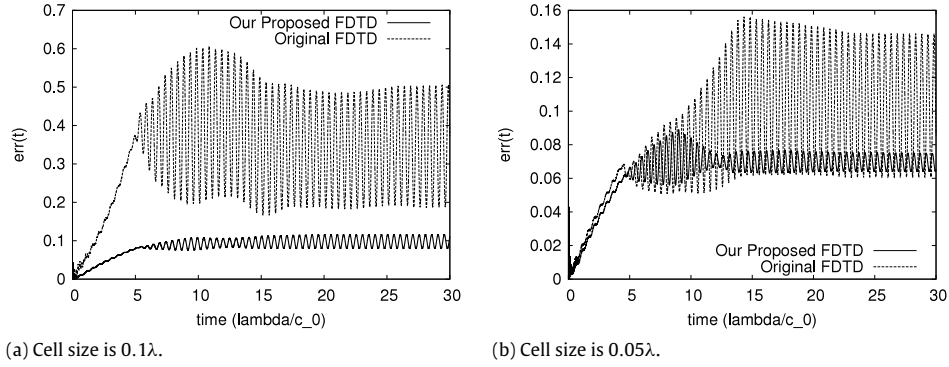 Our Proposed FDTD
Original FDTD
0.7
0.6
0.5
0.4
0.3
0.2
0.1
0
err(t)
0 5 10 15 20 25 30
time (lambda/c_0)
(a) Cell size is 0.1λ.
0.16
0.14
0.12
0.10
0.08
0.06
0.04
0.02
0
err(t)
Our Proposed FDTD
Original FDTD
0 5 10 15 20 25 30
time (lambda/c_0)
(b) Cell size is 0.05λ.